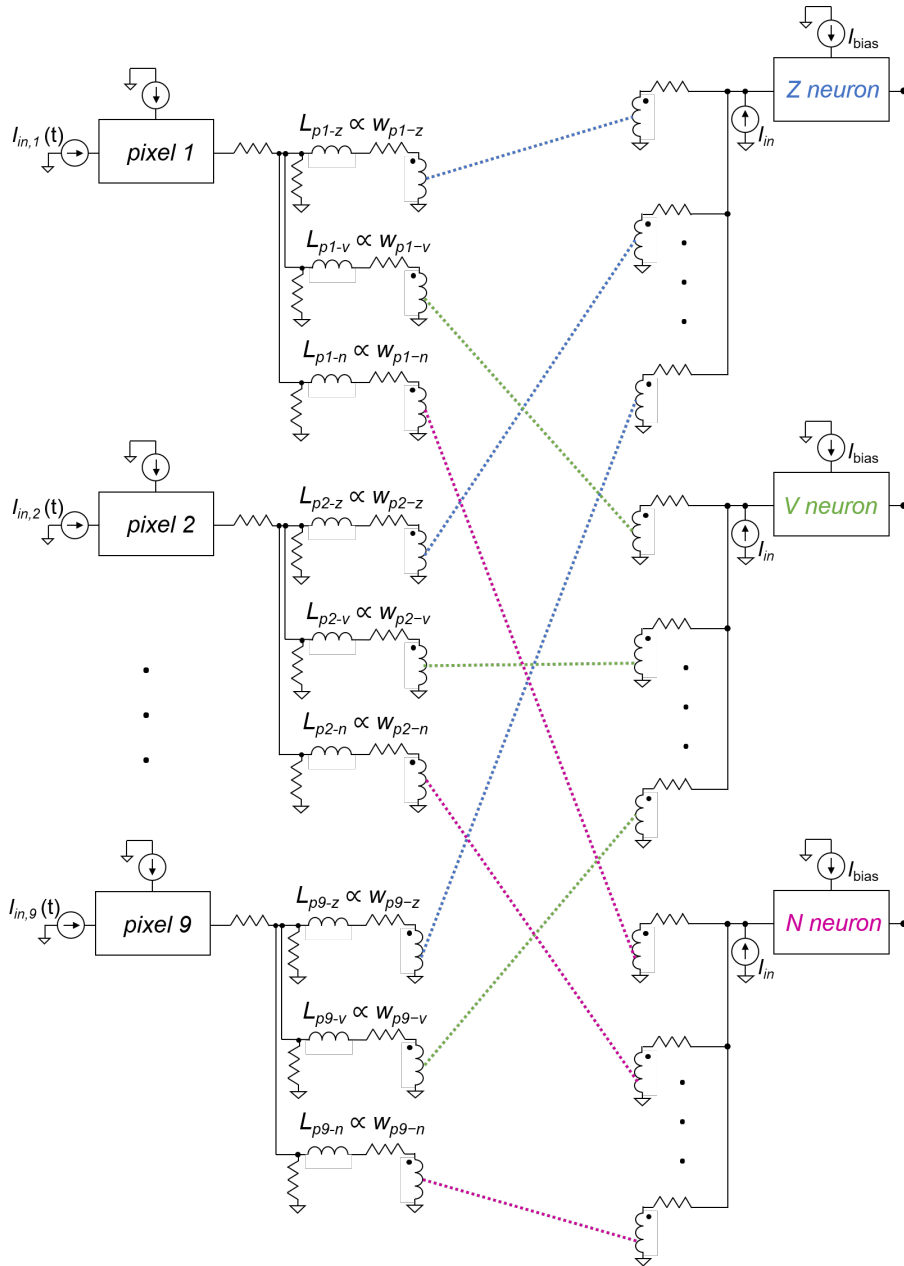 I_bias
Z neuron
I_in
I_in,1 (t)
pixel 1
L_p1-z ∝ w_p1−z
L_p1-v ∝ w_p1−v
L_p1-n ∝ w_p1−n
I_bias
V neuron
I_in
I_in,2 (t)
pixel 2
L_p2-z ∝ w_p2−z
L_p2-v ∝ w_p2−v
L_p2-n ∝ w_p2−n
I_bias
N neuron
I_in
I_in,9 (t)
pixel 9
L_p9-z ∝ w_p9−z
L_p9-v ∝ w_p9−v
L_p9-n ∝ w_p9−n